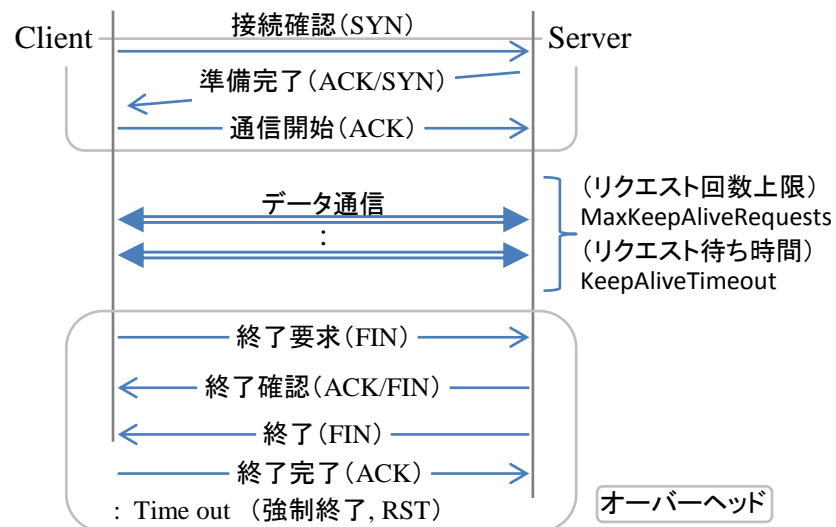 接続確認(SYN)
Client
Server
準備完了(ACK/SYN)
通信開始(ACK)
データ通信
:
(リクエスト回数上限)
MaxKeepAliveRequests
(リクエスト待ち時間)
KeepAliveTimeout
終了要求(FIN)
終了確認(ACK/FIN)
終了(FIN)
終了完了(ACK)
: Time out (強制終了, RST)
オーバーヘッド